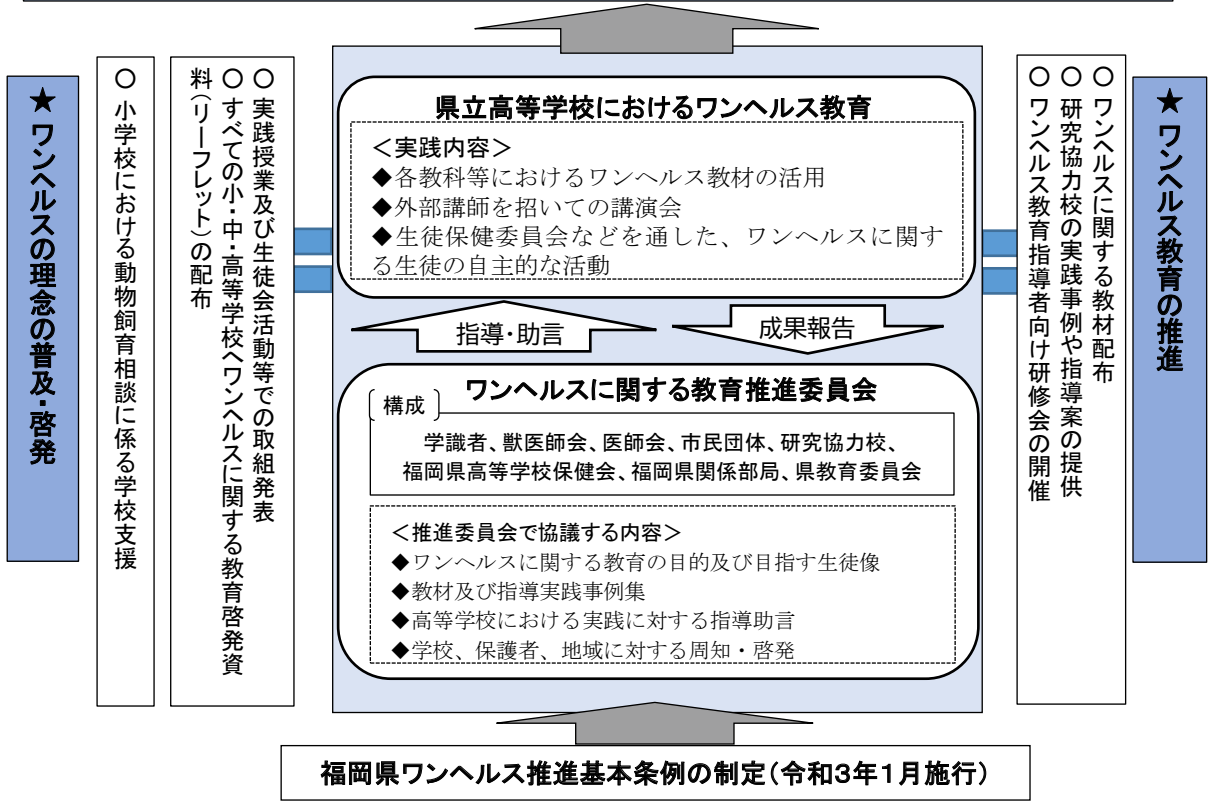 ★ ワンヘルスの理念の普及・啓発
○ 小学校における動物飼育相談に係る学校支援
○ 実践授業及び生徒会活動等での取組発表
○ すべての小・中・高等学校へワンヘルスに関する教育啓発資
料（リーフレット）の配布
県立高等学校におけるワンヘルス教育
＜実践内容＞
◆各教科等におけるワンヘルス教材の活用
◆外部講師を招いての講演会
◆生徒保健委員会などを通した、ワンヘルスに関す
る生徒の自主的な活動
指導・助言
成果報告
ワンヘルスに関する教育推進委員会
構成
学識者、獣医師会、医師会、市民団体、研究協力校、
福岡県高等学校保健会、福岡県関係部局、県教育委員会
＜推進委員会で協議する内容＞
◆ワンヘルスに関する教育の目的及び目指す生徒像
◆教材及び指導実践事例集
◆高等学校における実践に対する指導助言
◆学校、保護者、地域に対する周知・啓発
○ ワンヘルスに関する教材配布
○ 研究協力校の実践事例や指導案の提供
○ ワンヘルス教育指導者向け研修会の開催
★ ワンヘルス教育の推進
福岡県ワンヘルス推進基本条例の制定（令和３年１月施行）